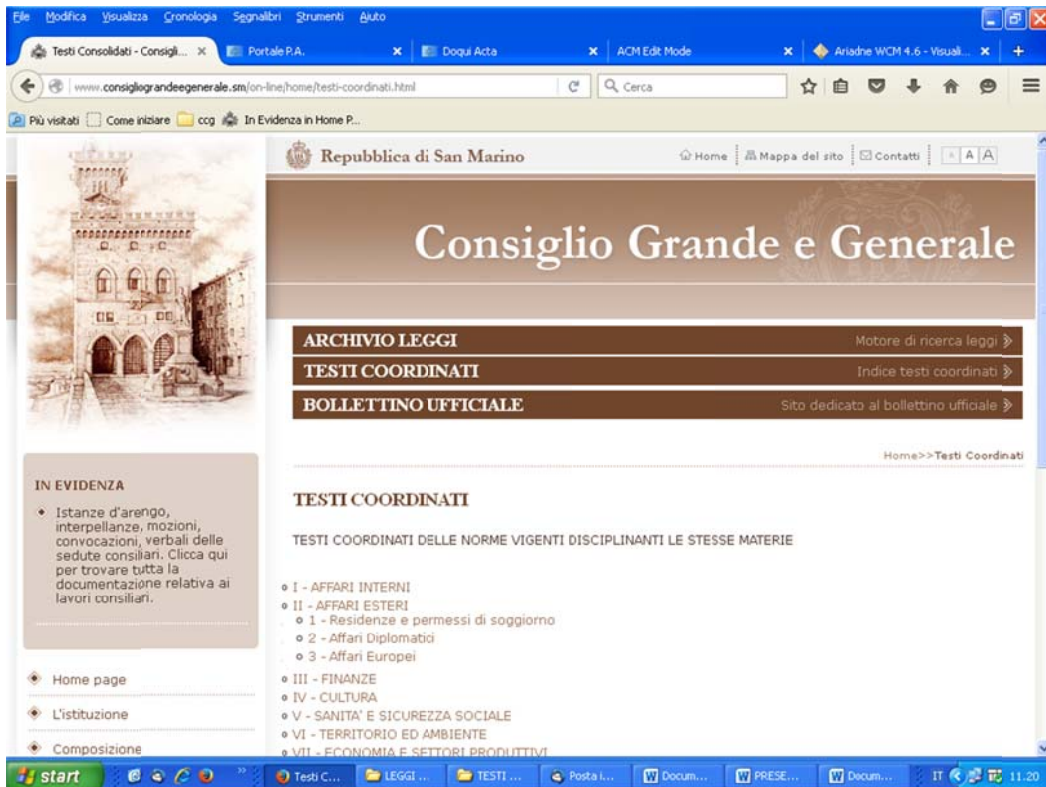 File Modifica Visualizza Cronologia Segnalibri Strumenti Aiuto
Testi Consolidati - Consigli...
Portale P.A.
Doqui Acta
ACM Edit Mode
Ariadne WCM 4.6 - Visuali...
www.consigliograndeegenerale.sm/on-line/home/testi-coordinati.html
Cerca
Più visitati Come iniziare ccg In Evidenza in Home P...
Repubblica di San Marino
Home Mappa del sito Contatti A A A
Consiglio Grande e Generale
ARCHIVIO LEGGI Motore di ricerca leggi
TESTI COORDINATI Indice testi coordinati
BOLLETTINO UFFICIALE Sito dedicato al bollettino ufficiale
Home>>Testi Coordinati
IN EVIDENZA
Istanze d'arengo,
interpellanze, mozioni,
convocazioni, verbali delle
sedute consiliari. Clicca qui
per trovare tutta la
documentazione relativa ai
lavori consiliari.
Home page
L'istituzione
Composizione
TESTI COORDINATI
TESTI COORDINATI DELLE NORME VIGENTI DISCIPLINANTI LE STESSE MATERIE
I - AFFARI INTERNI
II - AFFARI ESTERI
1 - Residenze e permessi di soggiorno
2 - Affari Diplomatici
3 - Affari Europei
III - FINANZE
IV - CULTURA
V - SANITA' E SICUREZZA SOCIALE
VI - TERRITORIO ED AMBIENTE
VII - ECONOMIA E SETTORI PRODUTTIVI
start
Testi C...
LEGGI ...
TESTI ...
Posta i...
Docum...
PRESE...
Docum...
IT
11.20